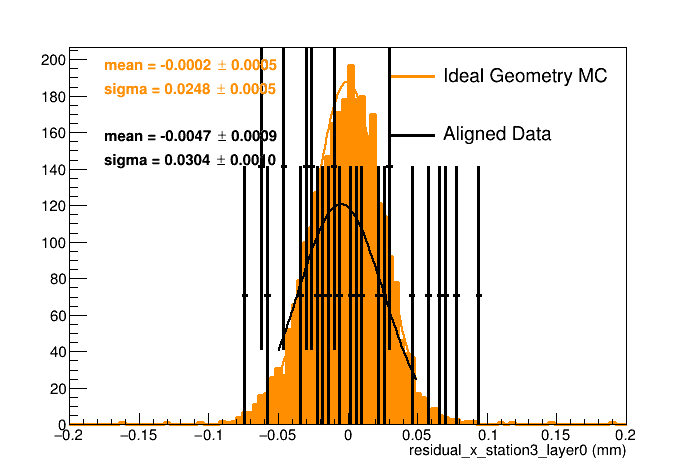 mean = -0.0002 ± 0.0005
sigma = 0.0248 ± 0.0005
mean = -0.0047 ± 0.0009
sigma = 0.0304 ± 0.0010
Ideal Geometry MC
Aligned Data
200
180
160
140
120
100
80
60
40
20
0
-0.2 -0.15 -0.1 -0.05 0 0.05 0.1 0.15 0.2
residual_x_station3_layer0 (mm)